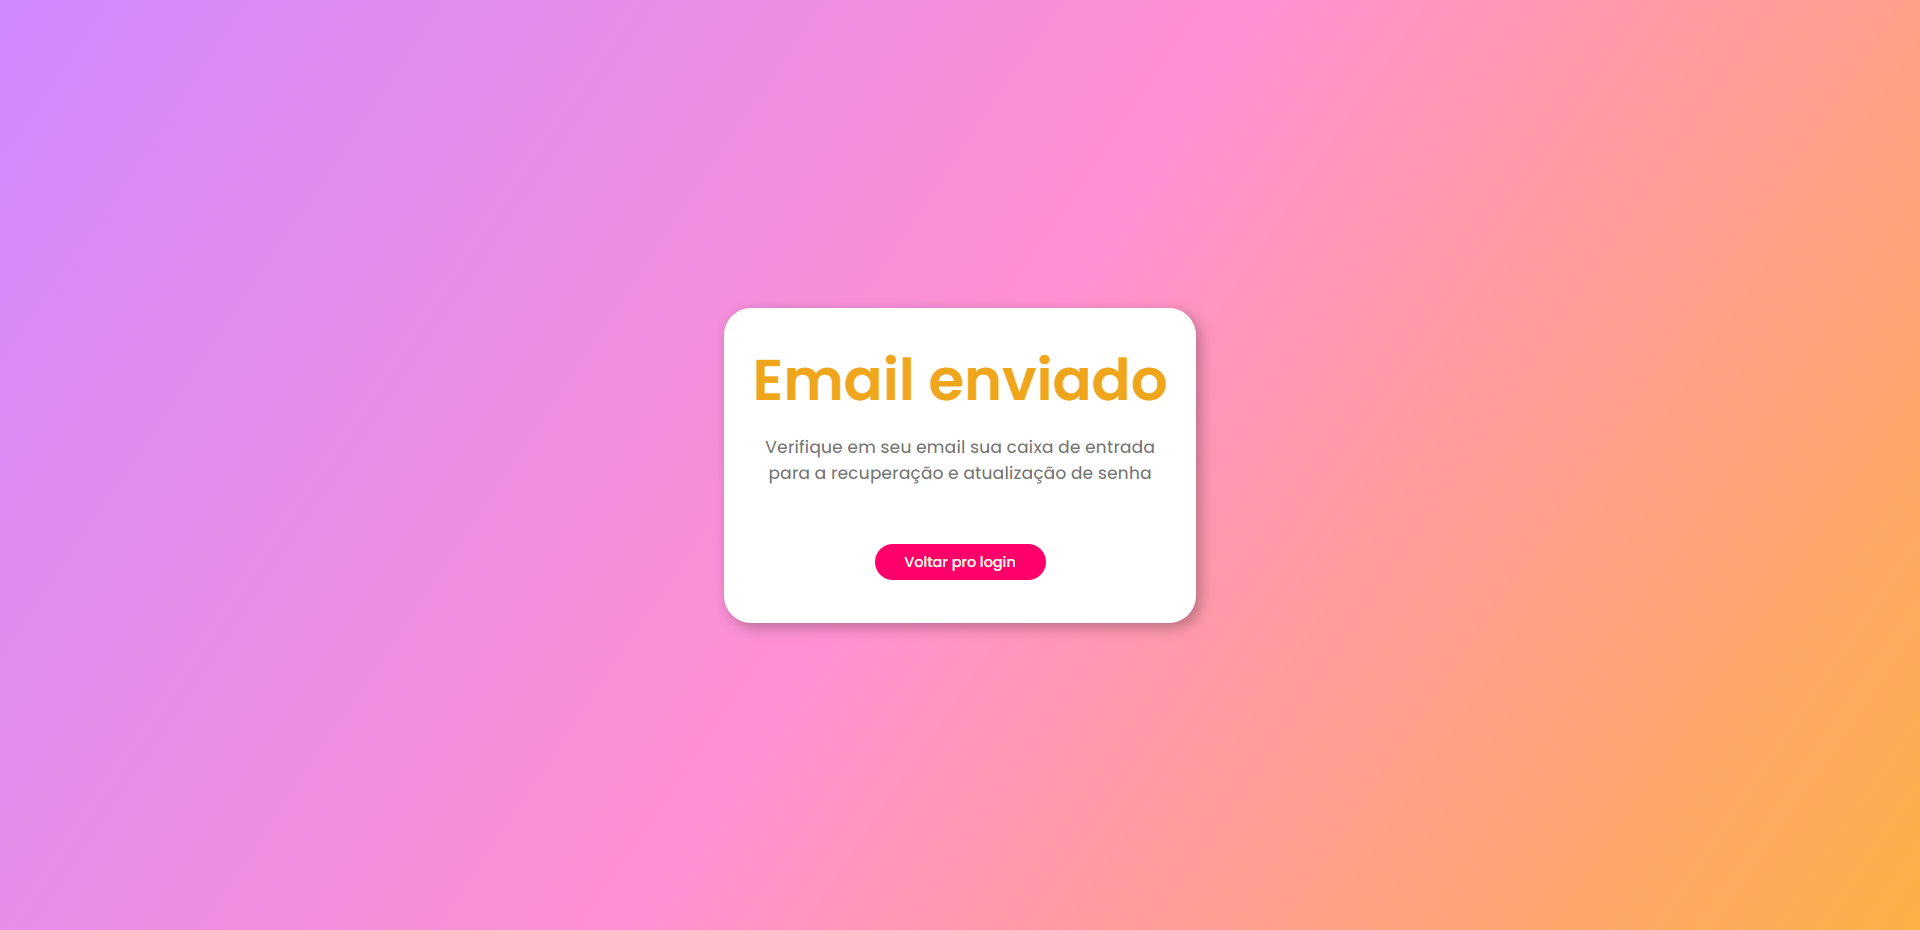 Email enviado
Verifique em seu email sua caixa de entrada
para a recuperação e atualização de senha
Voltar pro login